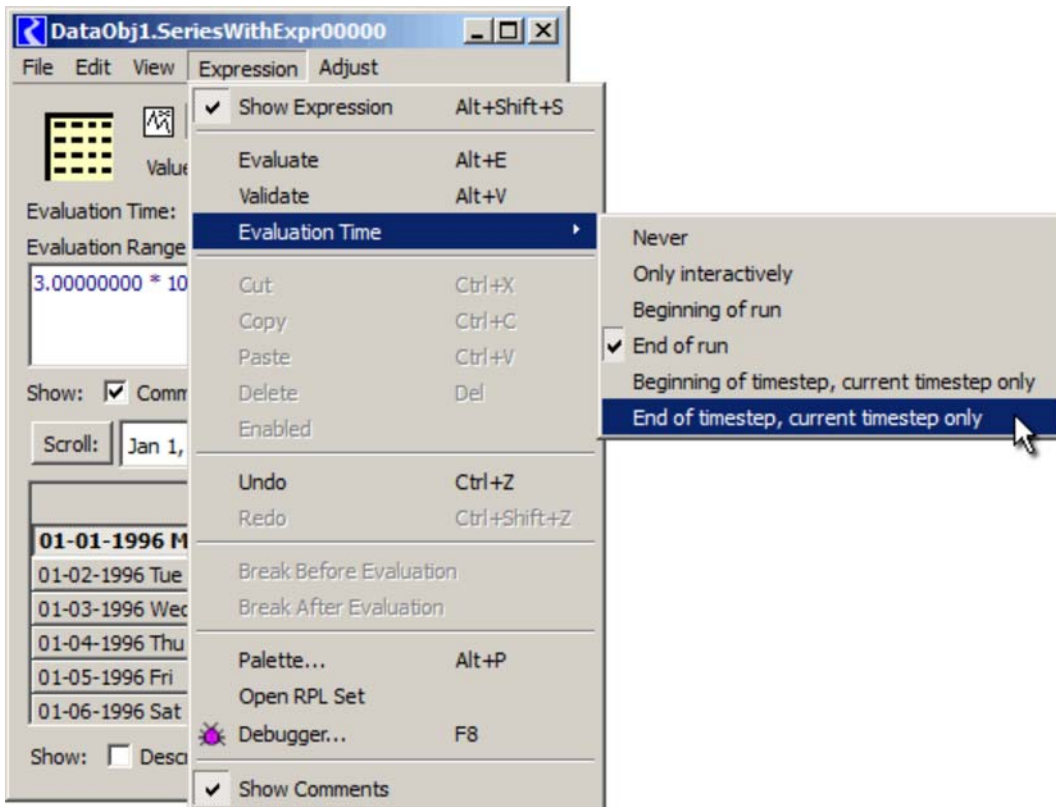 DataObj1.SeriesWithExpr00000
File Edit View Expression Adjust
Show Expression Alt+Shift+S
Evaluate Alt+E
Validate Alt+V
Evaluation Time
Cut Ctrl+X
Copy Ctrl+C
Paste Ctrl+V
Delete Del
Enabled
Undo Ctrl+Z
Redo Ctrl+Shift+Z
Break Before Evaluation
Break After Evaluation
Palette... Alt+P
Open RPL Set
Debugger... F8
Show Comments
Never
Only interactively
Beginning of run
End of run
Beginning of timestep, current timestep only
End of timestep, current timestep only
Value
Evaluation Time:
Evaluation Range
3.00000000 * 10
Show: Comm
Scroll: Jan 1,
01-01-1996 M
01-02-1996 Tue
01-03-1996 Wed
01-04-1996 Thu
01-05-1996 Fri
01-06-1996 Sat
Show: Descr